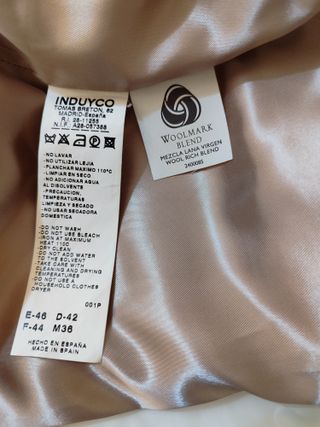 INDUYCO
TOMAS BRETON, 62
MADRID-España
R.I. 28-11255
N.I.F. A28-057368
-NO LAVAR
-NO UTILIZAR LEJIA
-PLANCHAR MAXIMO 110°C
-LIMPIAR EN SECO
-NO ADICIONAR AGUA
AL DISOLVENTE
-PRECAUCION,
TEMPERATURAS
LIMPIEZA Y SECADO
-NO USAR SECADORA
DOMESTICA
-DO NOT WASH
-DO NOT USE BLEACH
-IRON AT MAXIMUM
HEAT 110C
-DRY CLEAN
-DO NOT ADD WATER
TO THE SOLVENT
-TAKE CARE WITH
CLEANING AND DRYING
TEMPERATURES
-DO NOT USE A
HOUSEHOLD CLOTHES
DRYER
001P
E-46 D-42
F-44 M36
HECHO EN ESPAÑA
MADE IN SPAIN
WOOLMARK
BLEND
MEZCLA LANA VIRGEN
WOOL RICH BLEND
2400085